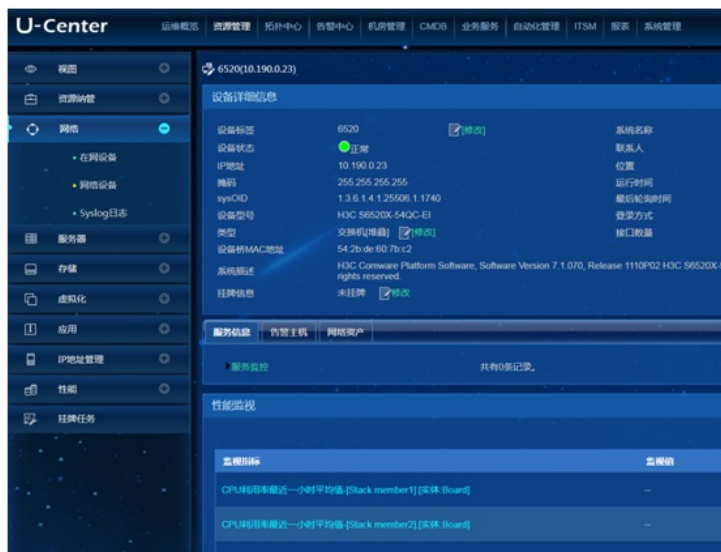 U-Center
运维概览 资源管理 拓扑中心 告警中心 机房管理 CMDB 业务服务 自动化管理 ITSM 报表 系统管理
视图
资源纳管
网络
在网设备
网络设备
Syslog日志
服务器
存储
虚拟化
应用
IP地址管理
性能
挂牌任务
6520(10.190.0.23)
设备详细信息
设备标签 6520 [修改] 系统名称
设备状态 正常 联系人
IP地址 10.190.0.23 位置
掩码 255.255.255.255 运行时间
sysOID 1.3.6.1.4.1.25506.1.1740 最后轮询时间
设备型号 H3C S6520X-54QC-EI 登录方式
类型 交换机[堆叠] [修改] 接口数量
设备桥MAC地址 54:2b:de:60:7b:c2
系统描述 H3C Comware Platform Software, Software Version 7.1.070, Release 1110P02 H3C S6520X-
rights reserved.
挂牌信息 未挂牌 修改
服务信息 告警主机 网络资产
服务监控 共有0条记录。
性能监视
监视指标 监视值
CPU利用率最近一小时平均值-[Stack member1] [实体:Board] --
CPU利用率最近一小时平均值-[Stack member2] [实体:Board] --